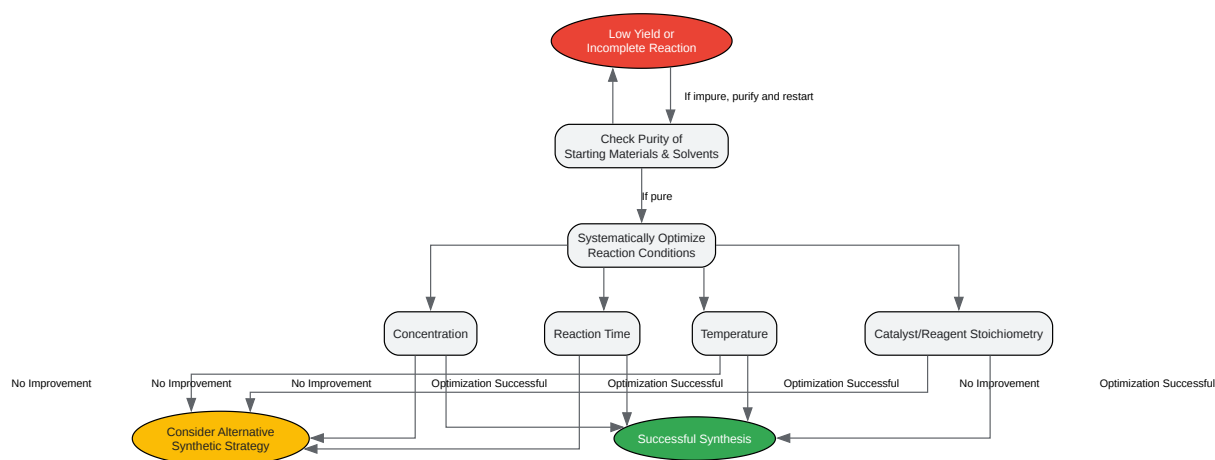 Low Yield or
Incomplete Reaction
If impure, purify and restart
Check Purity of
Starting Materials & Solvents
If pure
Systematically Optimize
Reaction Conditions
Concentration
Reaction Time
Temperature
Catalyst/Reagent Stoichiometry
No Improvement
No Improvement
No Improvement
Optimization Successful
Optimization Successful
Optimization Successful
No Improvement
Optimization Successful
Consider Alternative
Synthetic Strategy
Successful Synthesis